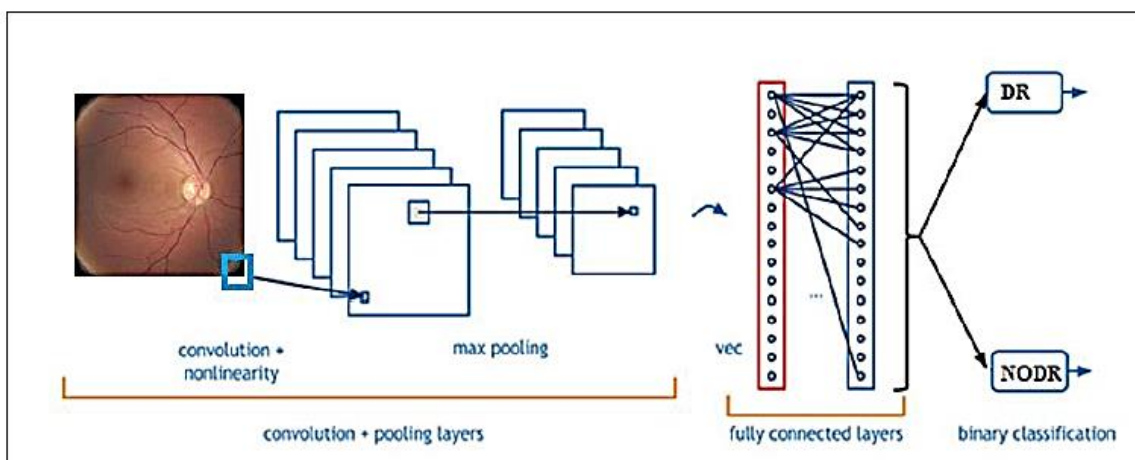 DR
convolution +
nonlinearity
max pooling
vec
...
NODR
convolution + pooling layers
fully connected layers
binary classification